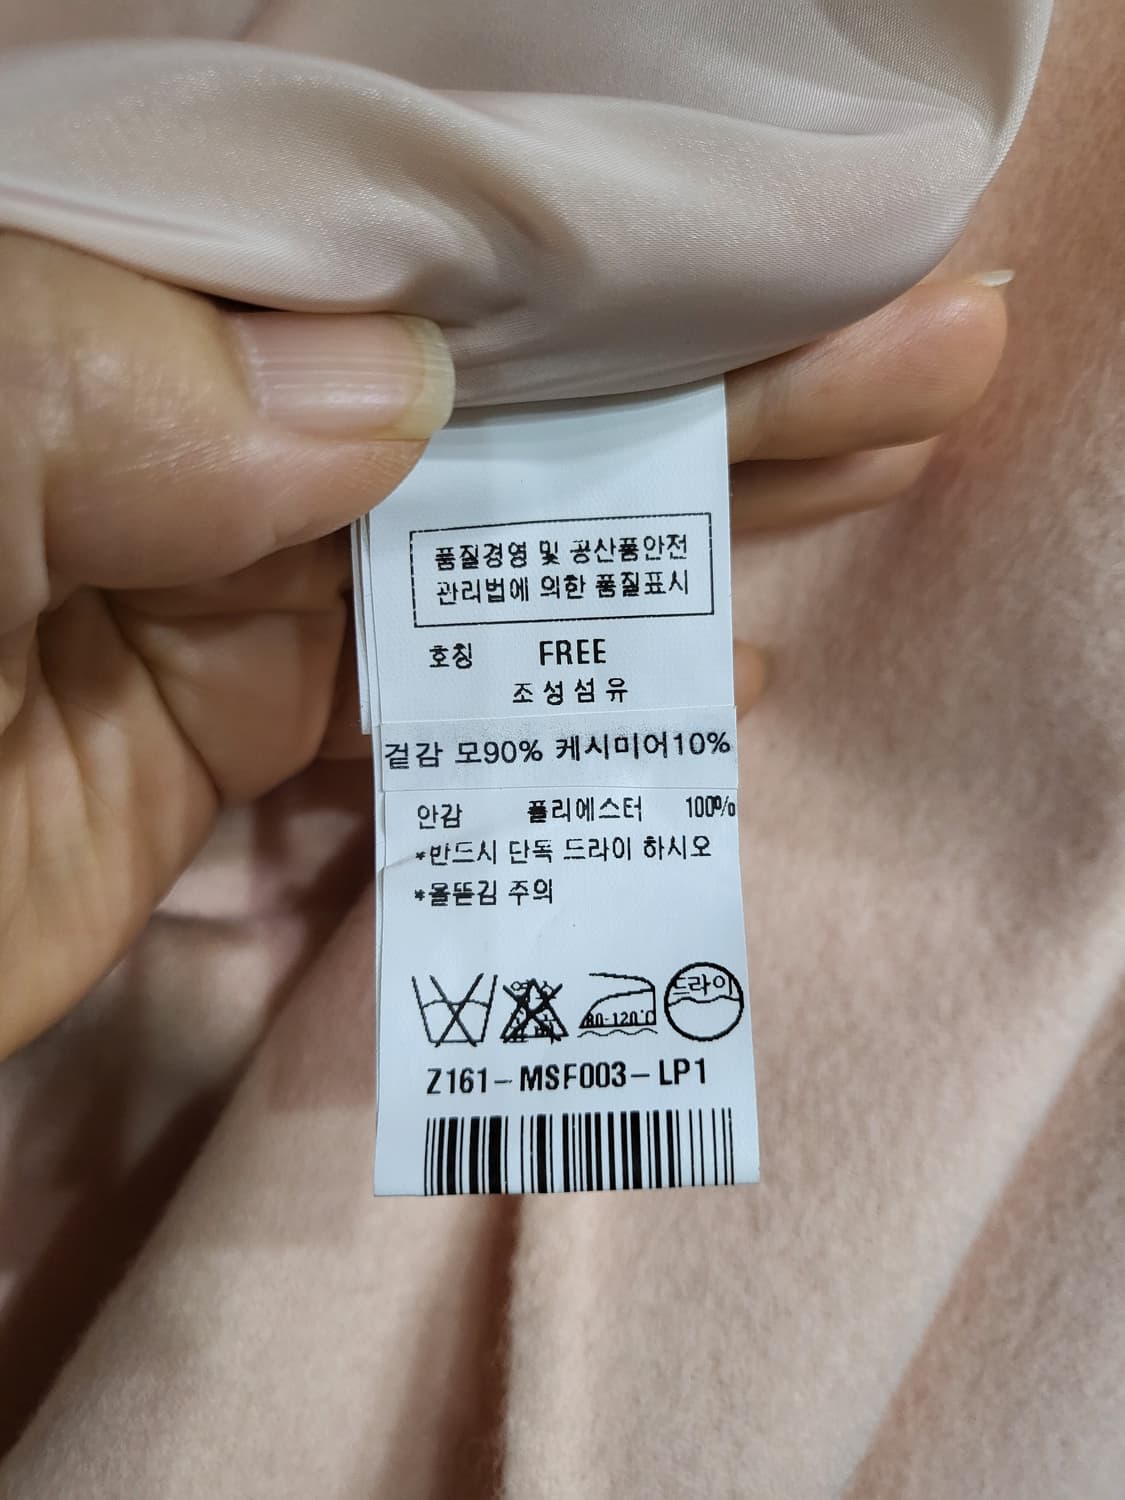 품질경영 및 공산품안전
관리법에 의한 품질표시
호칭 FREE
조성섬유
겉감 모90% 케시미어10%
안감 폴리에스터 100%
*반드시 단독 드라이 하시오
*올뜯김 주의
80-120℃ 드라이
Z161-MSF003-LP1